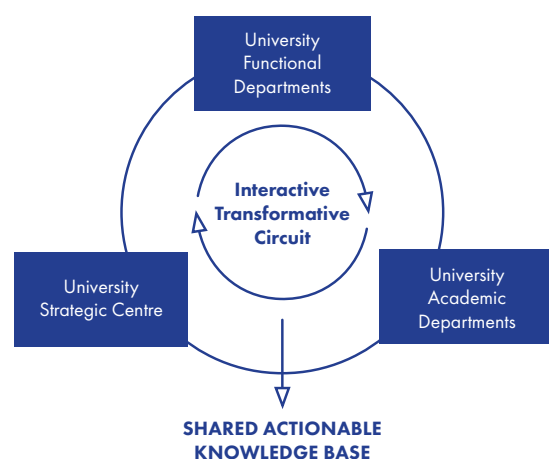 University
Functional
Departments
Interactive
Transformative
Circuit
University
Strategic Centre
University
Academic
Departments
SHARED ACTIONABLE
KNOWLEDGE BASE